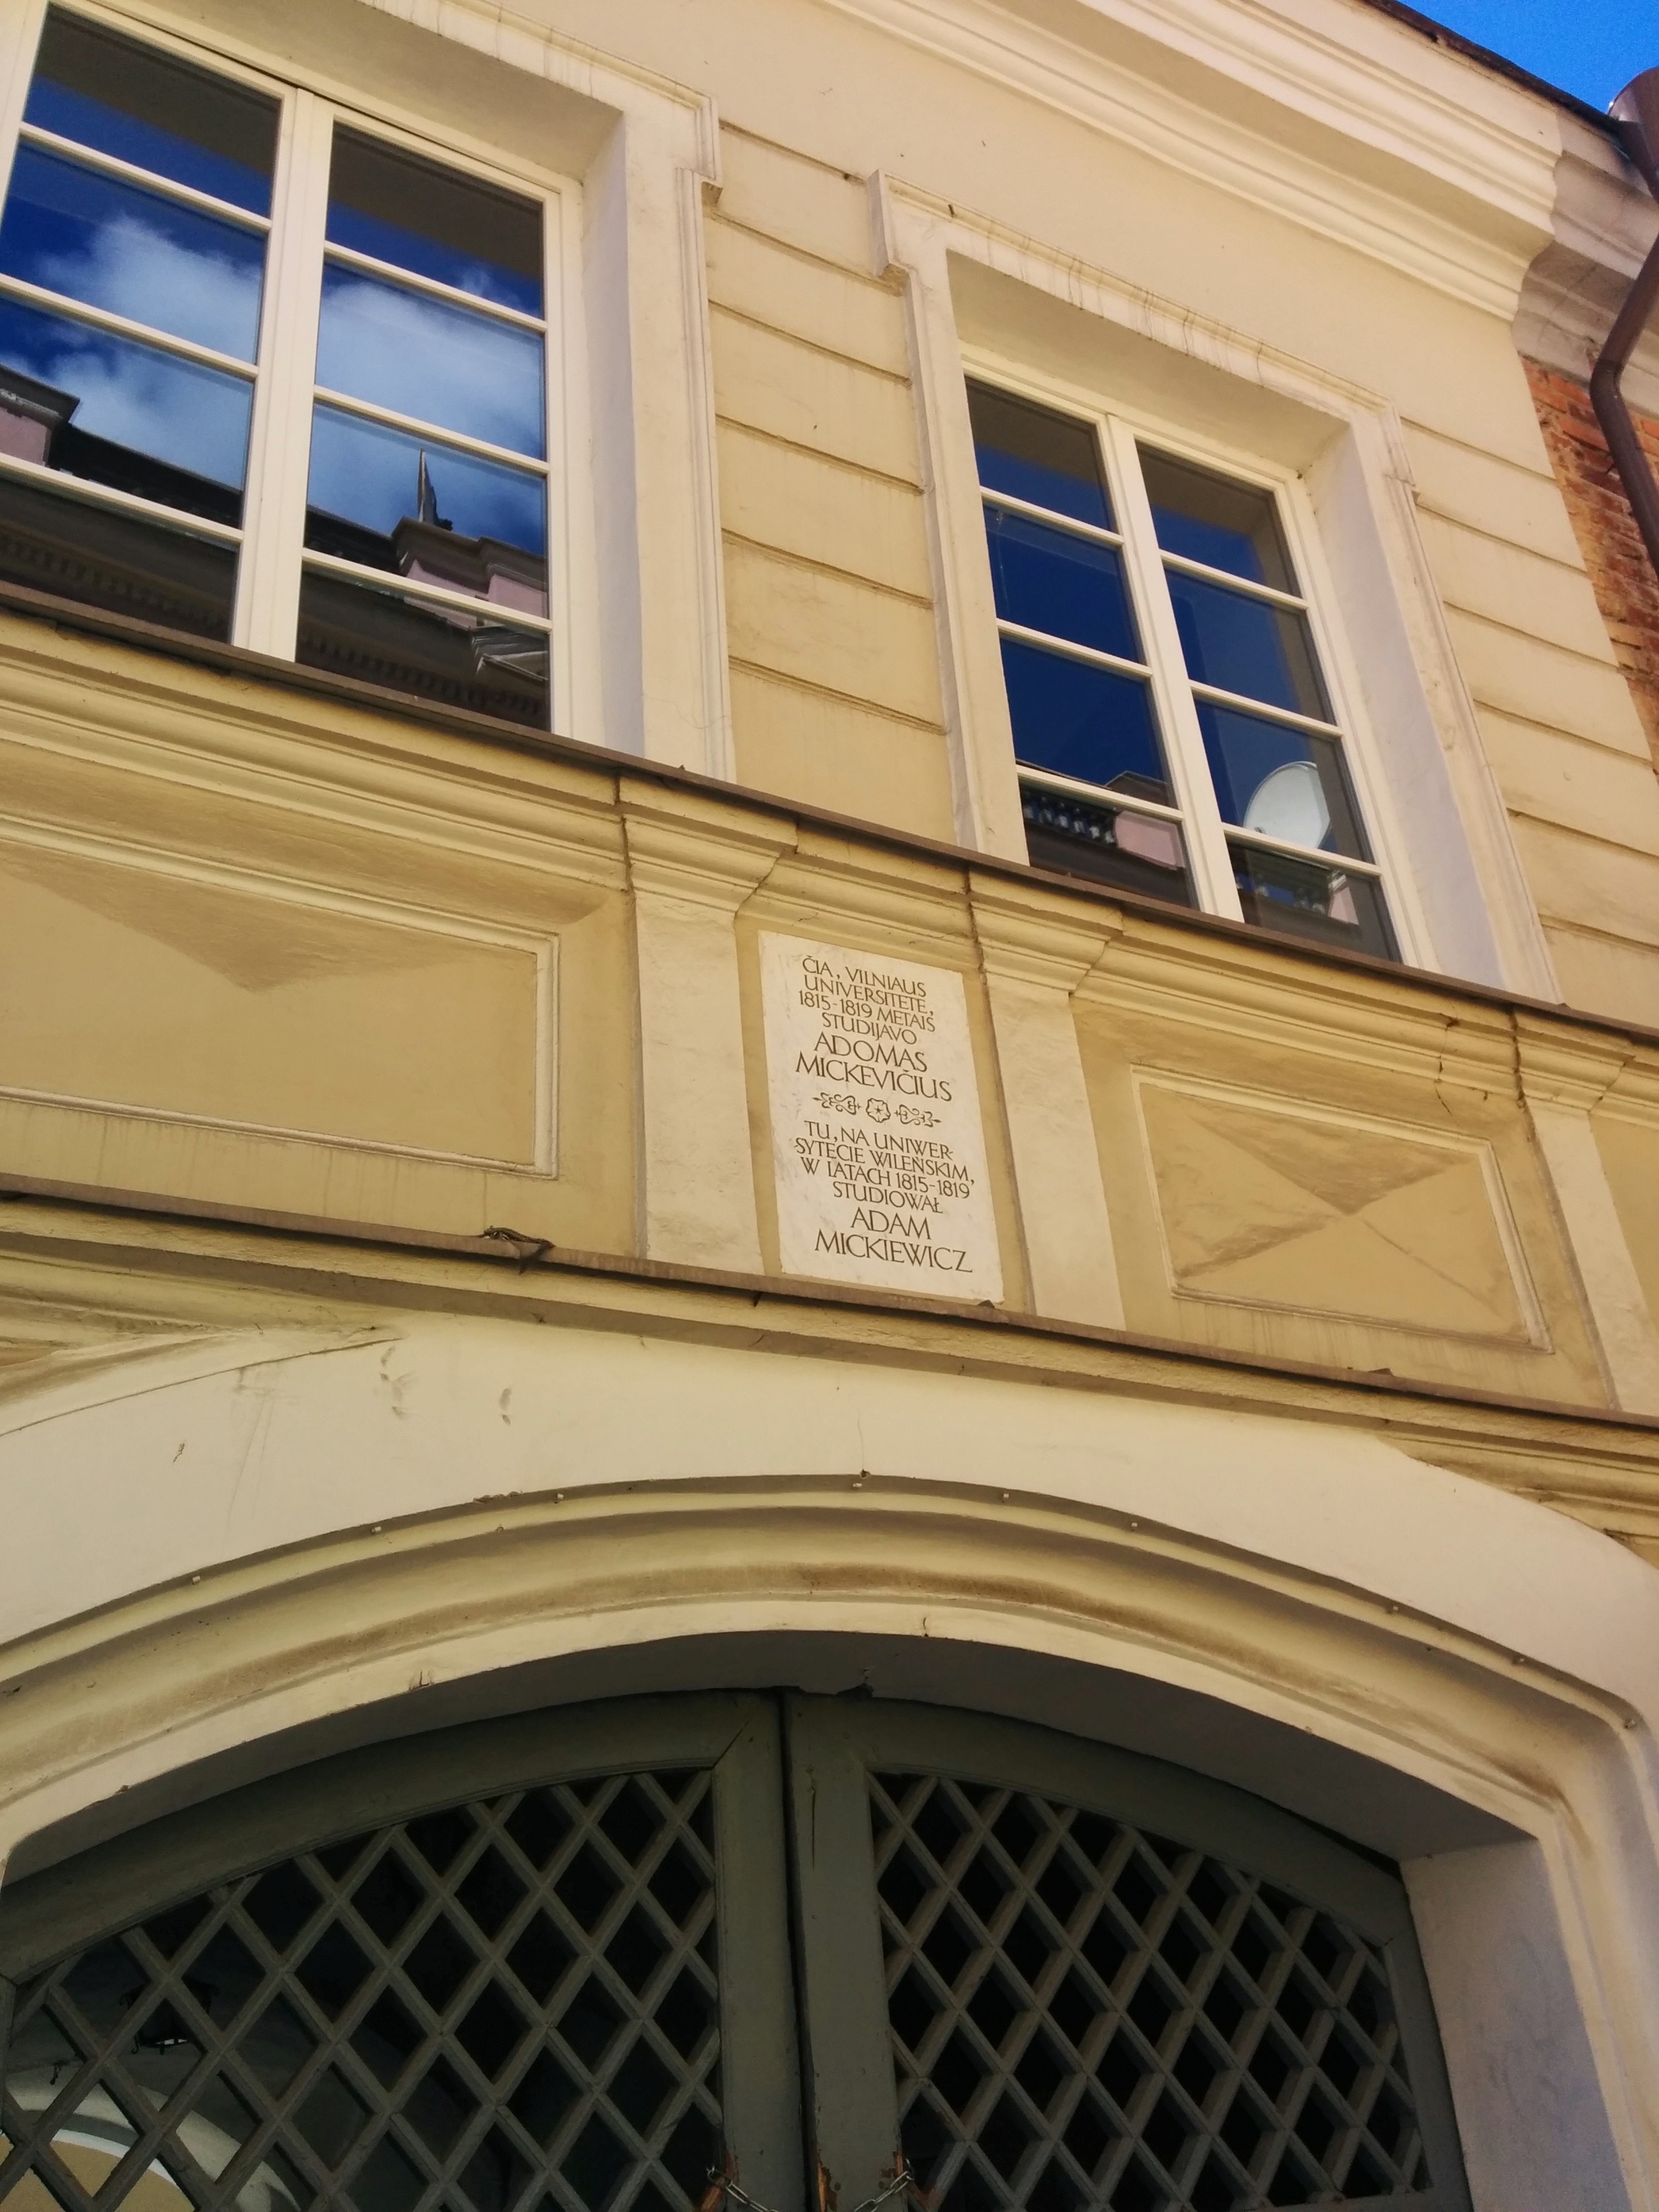 ČIA, VILNIAUS
UNIVERSITETE,
1815-1819 METAIS
STUDIJAVO
ADOMAS
MICKEVIČIUS
TU, NA UNIWER-
SYTECIE WILEŃSKIM,
W LATACH 1815-1819
STUDIOWAŁ
ADAM
MICKIEWICZ